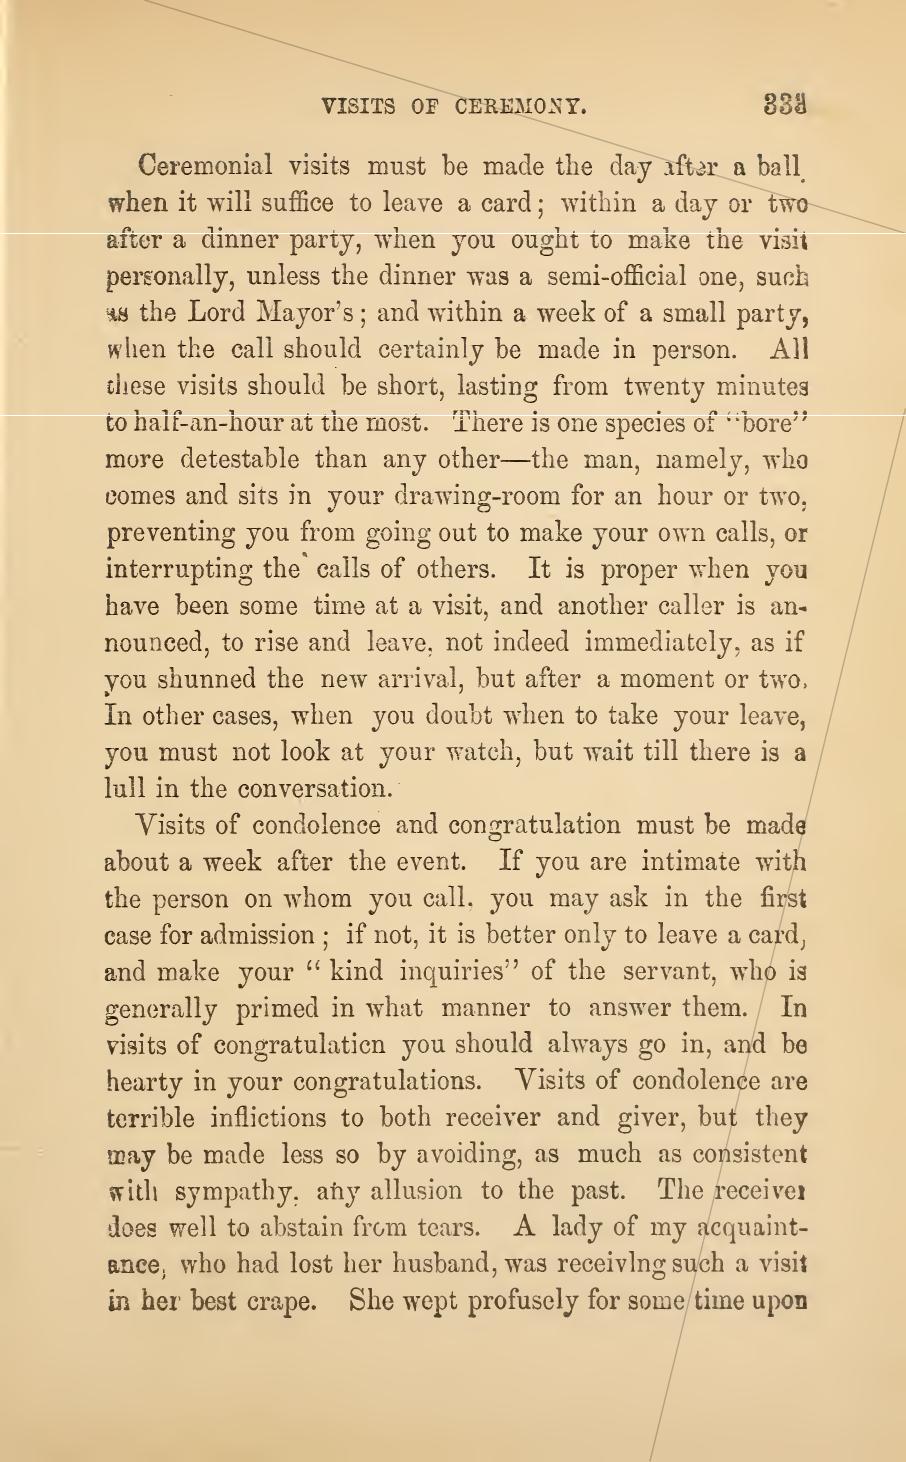 VISITS OF CEREMONY. 333
Ceremonial visits must be made the day after a ball,
when it will suffice to leave a card; within a day or two
after a dinner party, when you ought to make the visit
personally, unless the dinner was a semi-official one, such
as the Lord Mayor's; and within a week of a small party,
when the call should certainly be made in person. All
these visits should be short, lasting from twenty minutes
to half-an-hour at the most. There is one species of "bore"
more detestable than any other—the man, namely, who
comes and sits in your drawing-room for an hour or two,
preventing you from going out to make your own calls, or
interrupting the calls of others. It is proper when you
have been some time at a visit, and another caller is an-
nounced, to rise and leave, not indeed immediately, as if
you shunned the new arrival, but after a moment or two.
In other cases, when you doubt when to take your leave,
you must not look at your watch, but wait till there is a
lull in the conversation.
Visits of condolence and congratulation must be made
about a week after the event. If you are intimate with
the person on whom you call, you may ask in the first
case for admission; if not, it is better only to leave a card,
and make your "kind inquiries" of the servant, who is
generally primed in what manner to answer them. In
visits of congratulation you should always go in, and be
hearty in your congratulations. Visits of condolence are
terrible inflictions to both receiver and giver, but they
may be made less so by avoiding, as much as consistent
with sympathy, any allusion to the past. The receiver
does well to abstain from tears. A lady of my acquaint-
ance, who had lost her husband, was receiving such a visit
in her best crape. She wept profusely for some time upon